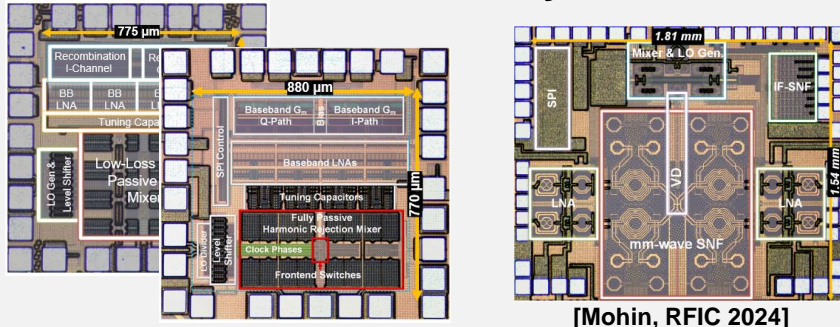 775 µm
Recombination
I-Channel
BB
LNA
BB
LNA
Tuning Capa
LO Gen &
Level Shifter
Low-Loss
Passive
Mixe
880 µm
770 µm
SPI Control
Baseband Gm
Q-Path
Bias
Baseband Gm
I-Path
Baseband LNAs
Tuning Capacitors
LO Divider
Level
Shifter
Fully Passive
Harmonic Rejection Mixer
Clock Phases
Frontend Switches
1.81 mm
1.54 mm
Mixer & LO Gen.
SPI
IF-SNF
VD
LNA
LNA
mm-wave SNF
[Mohin, RFIC 2024]